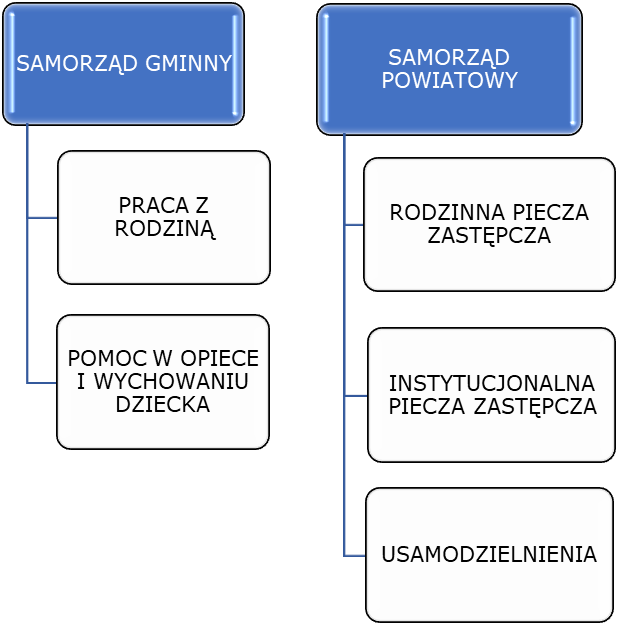 SAMORZĄD GMINNY
PRACA Z
RODZINĄ
POMOC W OPIECE
I WYCHOWANIU
DZIECKA
SAMORZĄD
POWIATOWY
RODZINNA PIECZA
ZASTĘPCZA
INSTYTUCJONALNA
PIECZA ZASTĘPCZA
USAMODZIELNIENIA